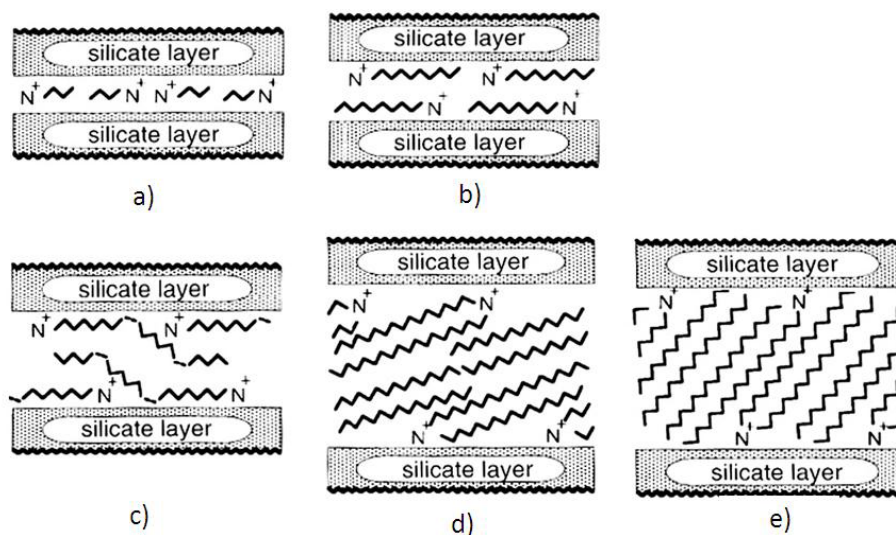 silicate layer
N⁺ N⁺ N⁺ N⁺
silicate layer
a)
silicate layer
N⁺ N⁺
N⁺ N⁺
silicate layer
b)
silicate layer
N⁺ N⁺
N⁺ N⁺
silicate layer
c)
silicate layer
N⁺ N⁺
N⁺ N⁺
silicate layer
d)
silicate layer
N⁺ N⁺
N⁺ N⁺
silicate layer
e)